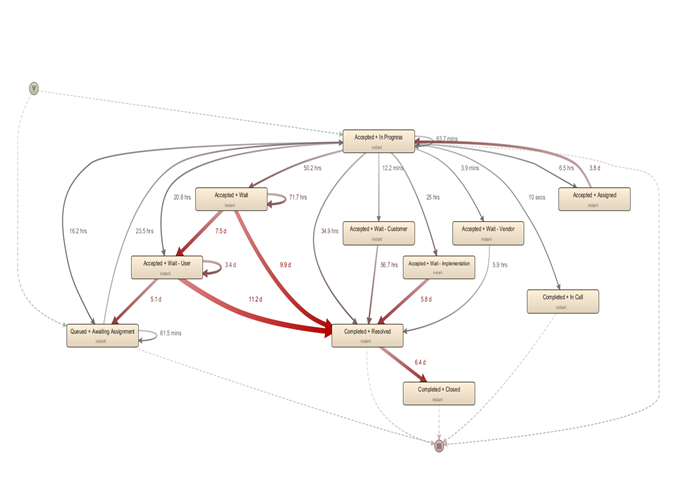 Accepted + In Progress
instant
63.7 mins
50.2 hrs
12.2 mins
3.9 mins
6.5 hrs
3.8 d
20.8 hrs
Accepted + Wait
instant
71.7 hrs
25 hrs
10 secs
Accepted + Assigned
instant
16.2 hrs
23.5 hrs
7.5 d
34.9 hrs
Accepted + Wait - Customer
instant
Accepted + Wait - Vendor
instant
Accepted + Wait - User
instant
3.4 d
9.9 d
56.7 hrs
Accepted + Wait - Implementation
instant
5.9 hrs
5.1 d
11.2 d
5.8 d
Completed + In Call
instant
Queued + Awaiting Assignment
instant
61.5 mins
Completed + Resolved
instant
6.4 d
Completed + Closed
instant